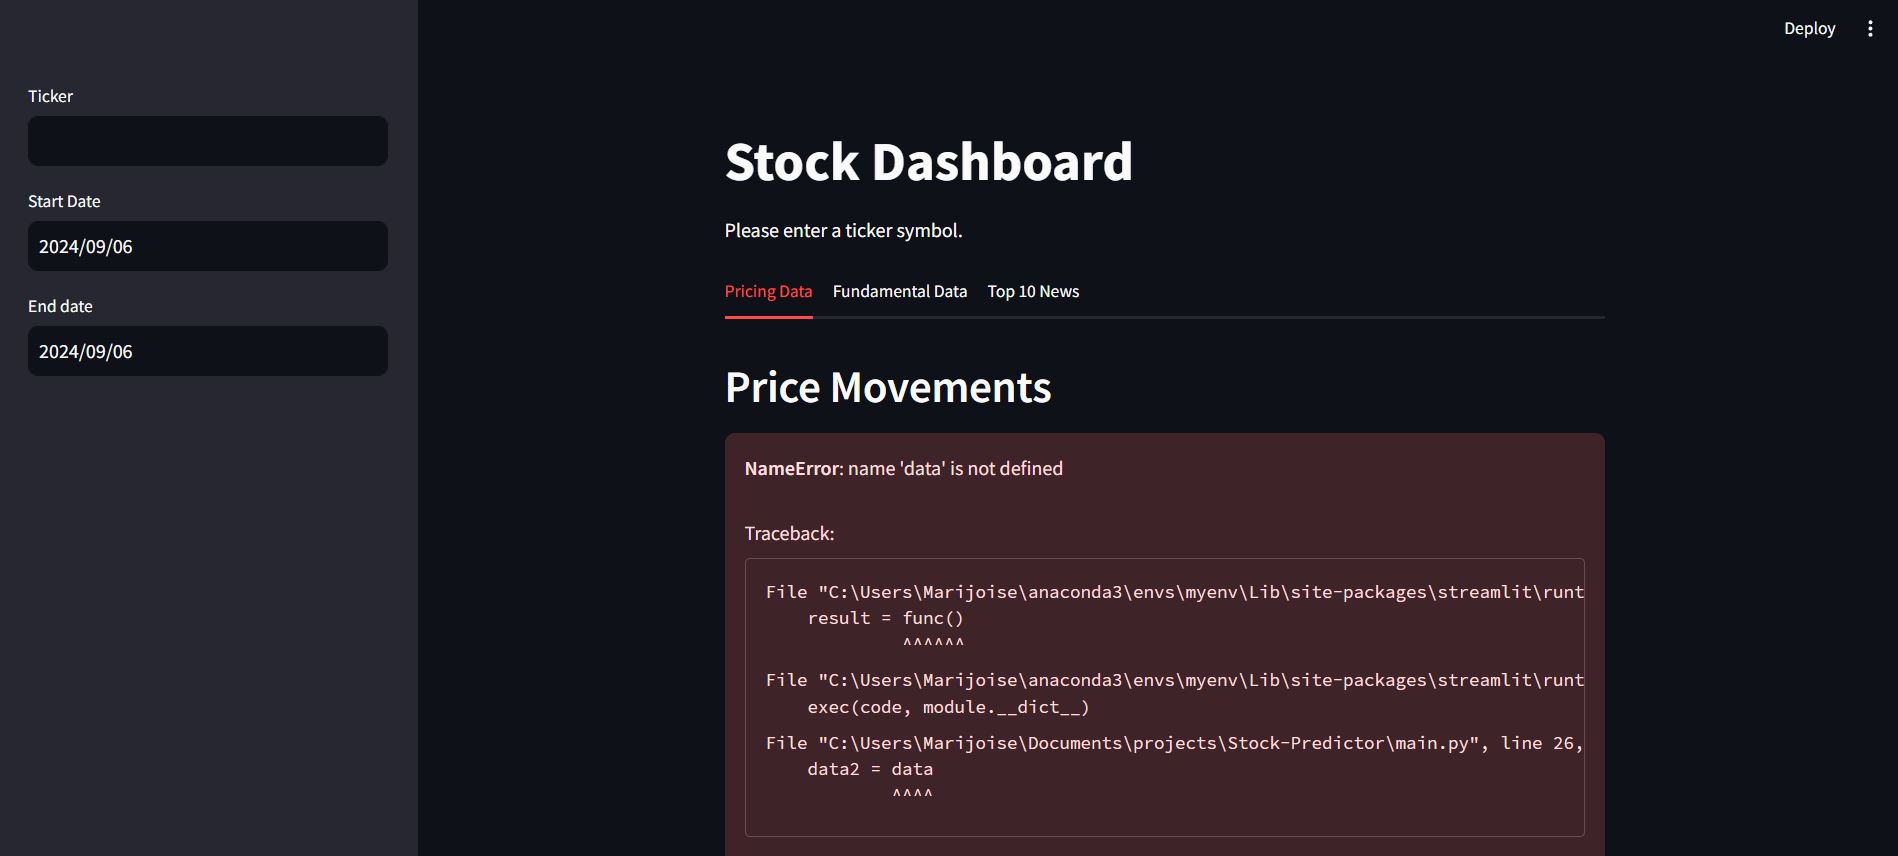 Deploy
Ticker
Start Date
2024/09/06
End date
2024/09/06
Stock Dashboard
Please enter a ticker symbol.
Pricing Data Fundamental Data Top 10 News
Price Movements
NameError: name 'data' is not defined
Traceback:
File "C:\Users\Marijoise\anaconda3\envs\myenv\Lib\site-packages\streamlit\runt
result = func()
^^^^^^
File "C:\Users\Marijoise\anaconda3\envs\myenv\Lib\site-packages\streamlit\runt
exec(code, module.__dict__)
File "C:\Users\Marijoise\Documents\projects\Stock-Predictor\main.py", line 26,
data2 = data
^^^^